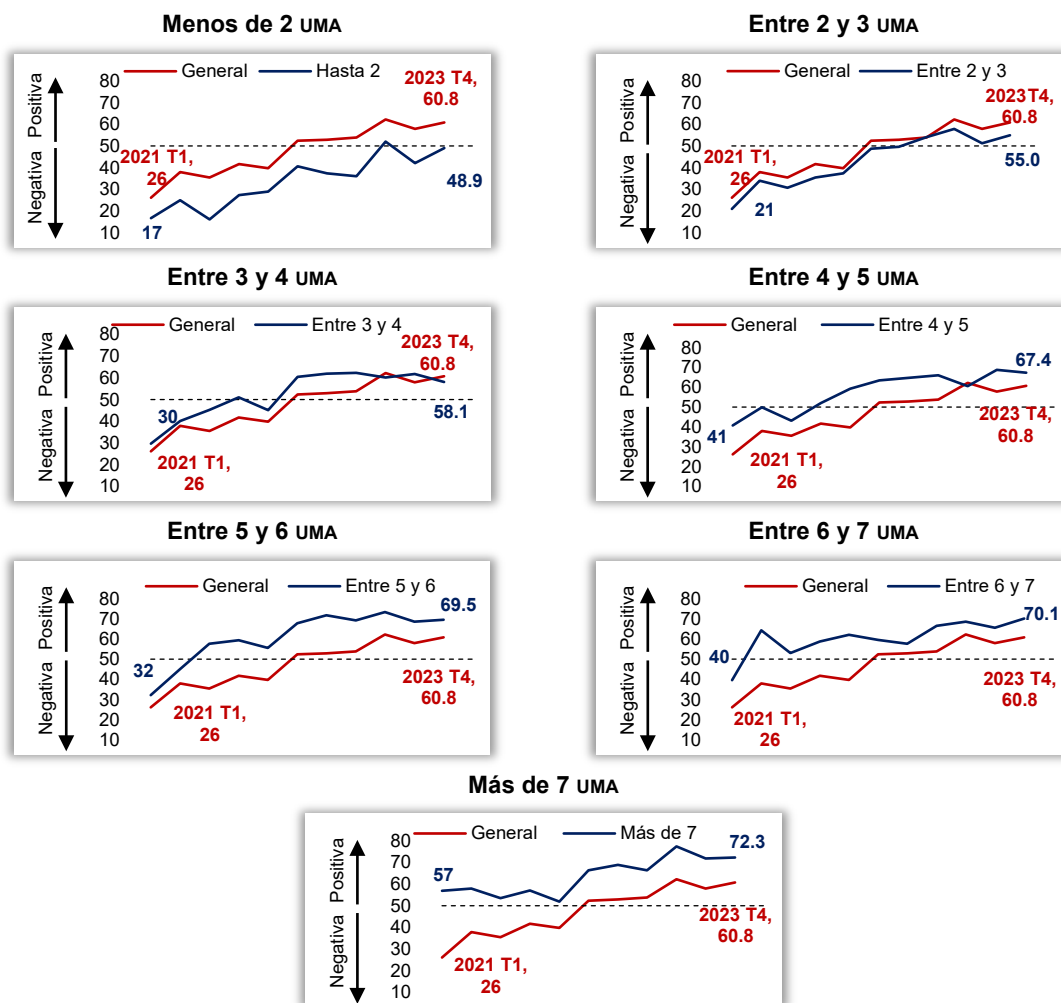 Menos de 2 UMA
Positiva
Negativa
General
Hasta 2
80
70
60
50
40
30
20
10
2023 T4,
60.8
2021 T1,
26
48.9
17
Entre 2 y 3 UMA
Positiva
Negativa
General
Entre 2 y 3
80
70
60
50
40
30
20
10
2023 T4,
60.8
2021 T1,
26
55.0
21
Entre 3 y 4 UMA
Positiva
Negativa
General
Entre 3 y 4
80
70
60
50
40
30
20
10
2023 T4,
60.8
30
58.1
2021 T1,
26
Entre 4 y 5 UMA
Positiva
Negativa
General
Entre 4 y 5
80
70
60
50
40
30
20
10
67.4
41
2023 T4,
60.8
2021 T1,
26
Entre 5 y 6 UMA
Positiva
Negativa
General
Entre 5 y 6
80
70
60
50
40
30
20
10
69.5
32
2023 T4,
60.8
2021 T1,
26
Entre 6 y 7 UMA
Positiva
Negativa
General
Entre 6 y 7
80
70
60
50
40
30
20
10
70.1
40
2023 T4,
60.8
2021 T1,
26
Más de 7 UMA
Positiva
Negativa
General
Más de 7
80
70
60
50
40
30
20
10
72.3
57
2023 T4,
60.8
2021 T1,
26